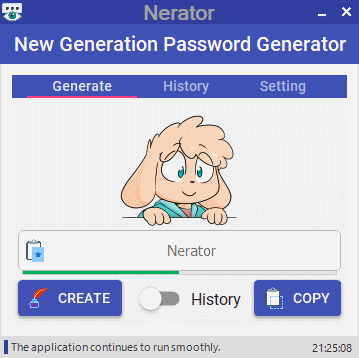 Nerator
New Generation Password Generator
Generate History Setting
Nerator
CREATE History COPY
The application continues to run smoothly. 21:25:08